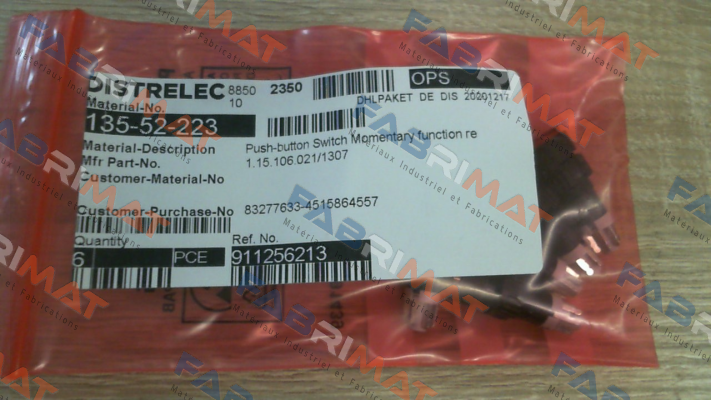 DISTRELEC 8850 2350 OPS
10
Material-No. DHLPAKET DE DIS 20201217
135-52-223
Material-Description Push-button Switch Momentary function re
Mfr Part-No. 1.15.106.021/1307
Customer-Material-No
Customer-Purchase-No 83277633-4515864557
Quantity Ref. No.
6 PCE 911256213
FABRIMAT
Materiaux Industriel et Fabrications